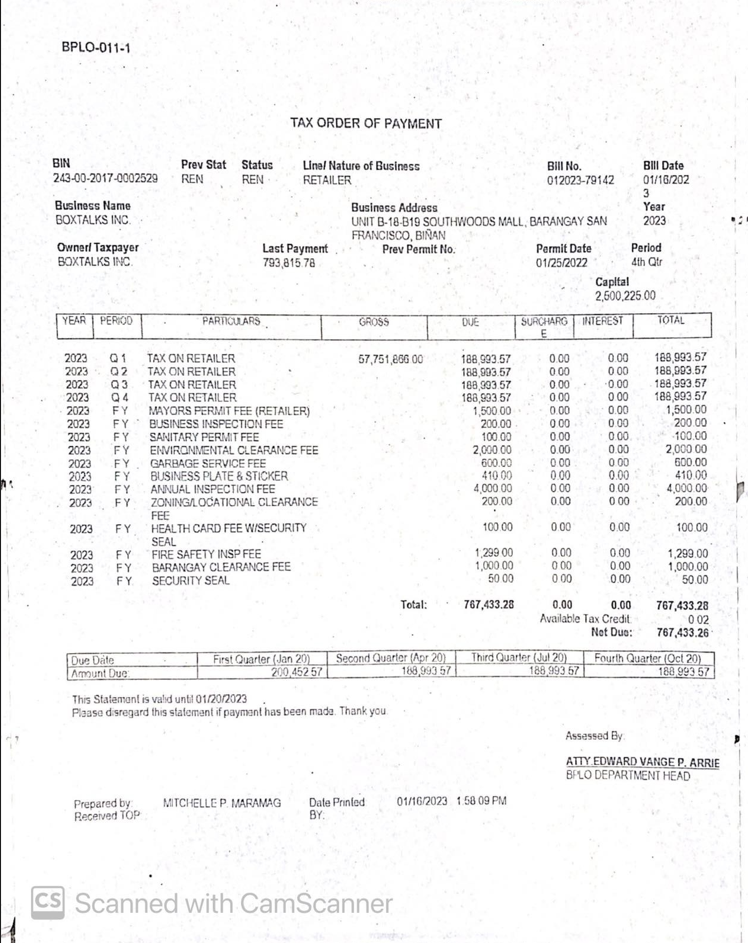 BPLO-011-1
TAX ORDER OF PAYMENT
BIN Prev Stat Status Line/ Nature of Business Bill No. Bill Date
243-00-2017-0002529 REN REN RETAILER 012023-79142 01/16/202
3
Business Name Business Address Year
BOXTALKS INC. UNIT B-18-B19 SOUTHWOODS MALL, BARANGAY SAN 2023
FRANCISCO, BIÑAN
Owner/ Taxpayer Last Payment Prev Permit No. Permit Date Period
BOXTALKS INC. 793,815.78 01/25/2022 4th Qtr
Capital
2,500,225.00
YEAR PERIOD PARTICULARS GROSS DUE SURCHARG INTEREST TOTAL
E
2023 Q 1 TAX ON RETAILER 57,751,866.00 188,993.57 0.00 0.00 188,993.57
2023 Q 2 TAX ON RETAILER 188,993.57 0.00 0.00 188,993.57
2023 Q 3 TAX ON RETAILER 188,993.57 0.00 0.00 188,993.57
2023 Q 4 TAX ON RETAILER 188,993.57 0.00 0.00 188,993.57
2023 F Y MAYORS PERMIT FEE (RETAILER) 1,500.00 0.00 0.00 1,500.00
2023 F Y BUSINESS INSPECTION FEE 200.00 0.00 0.00 200.00
2023 F Y SANITARY PERMIT FEE 100.00 0.00 0.00 100.00
2023 F Y ENVIRONMENTAL CLEARANCE FEE 2,000.00 0.00 0.00 2,000.00
2023 F Y GARBAGE SERVICE FEE 600.00 0.00 0.00 600.00
2023 F Y BUSINESS PLATE & STICKER 410.00 0.00 0.00 410.00
2023 F Y ANNUAL INSPECTION FEE 4,000.00 0.00 0.00 4,000.00
2023 F Y ZONING/LOCATIONAL CLEARANCE 200.00 0.00 0.00 200.00
FEE
2023 F Y HEALTH CARD FEE W/SECURITY 100.00 0.00 0.00 100.00
SEAL
2023 F Y FIRE SAFETY INSP FEE 1,299.00 0.00 0.00 1,299.00
2023 F Y BARANGAY CLEARANCE FEE 1,000.00 0.00 0.00 1,000.00
2023 F Y SECURITY SEAL 50.00 0.00 0.00 50.00
Total: 767,433.28 0.00 0.00 767,433.28
Available Tax Credit: 0.02
Net Due: 767,433.26
Due Date First Quarter (Jan 20) Second Quarter (Apr 20) Third Quarter (Jul 20) Fourth Quarter (Oct 20)
Amount Due: 200,452.57 188,993.57 188,993.57 188,993.57
This Statement is valid until 01/20/2023
Please disregard this statement if payment has been made. Thank you.
Assessed By:
ATTY.EDWARD VANGE P. ARRIE
BPLO DEPARTMENT HEAD
Prepared by: MITCHELLE P. MARAMAG Date Printed 01/16/2023 1:58:09 PM
Received TOP BY:
CS Scanned with CamScanner